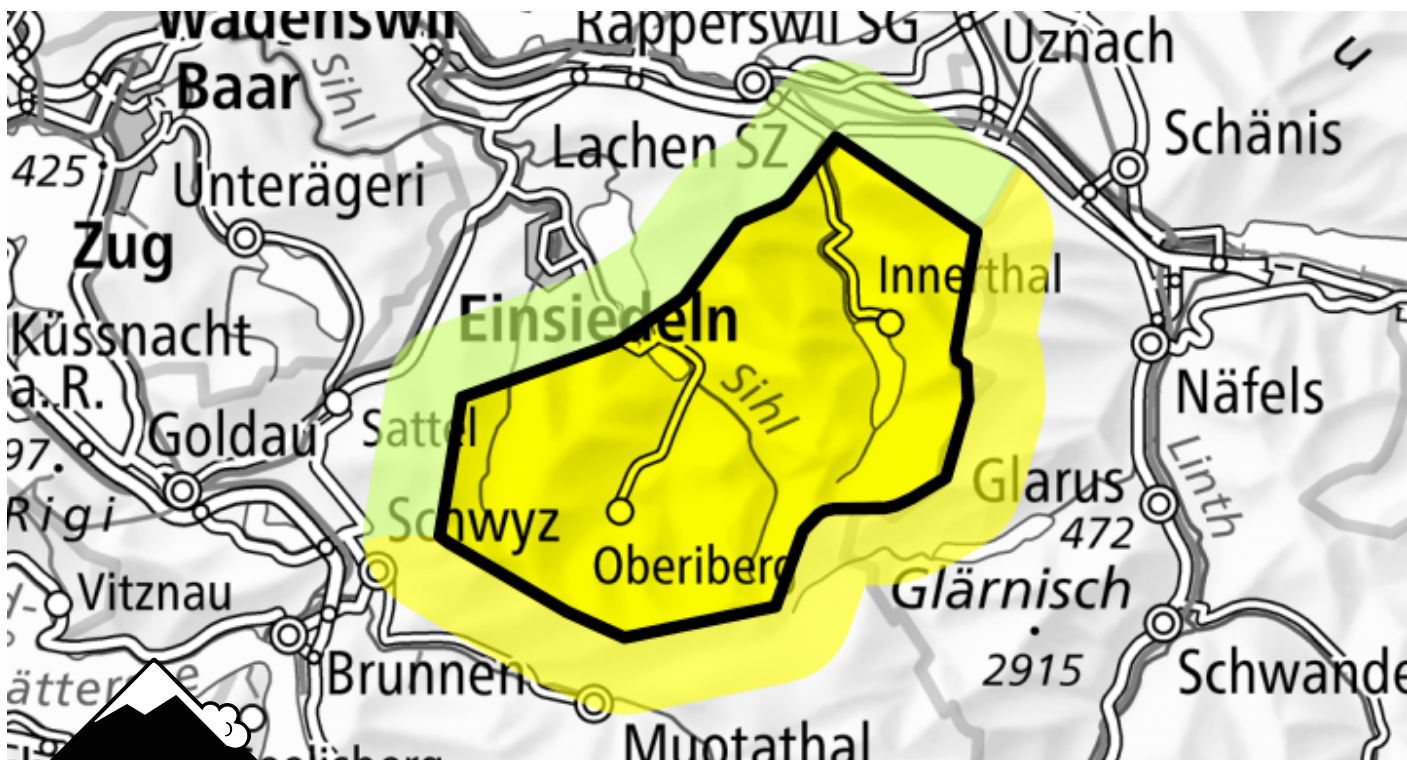 Wädenswil
Rapperswil SG
Uznach
u
Baar
Sihl
Lachen SZ
Schänis
425
Unterägeri
Zug
Innerthal
Einsiedeln
Küssnacht
a. R.
Sihl
Näfels
Goldau
Sattel
97
Rigi
Schwyz
Glarus
472
Linth
Oberiberg
Vitznau
Glärnisch
2915
Brunnen
Schwande
Muotathal